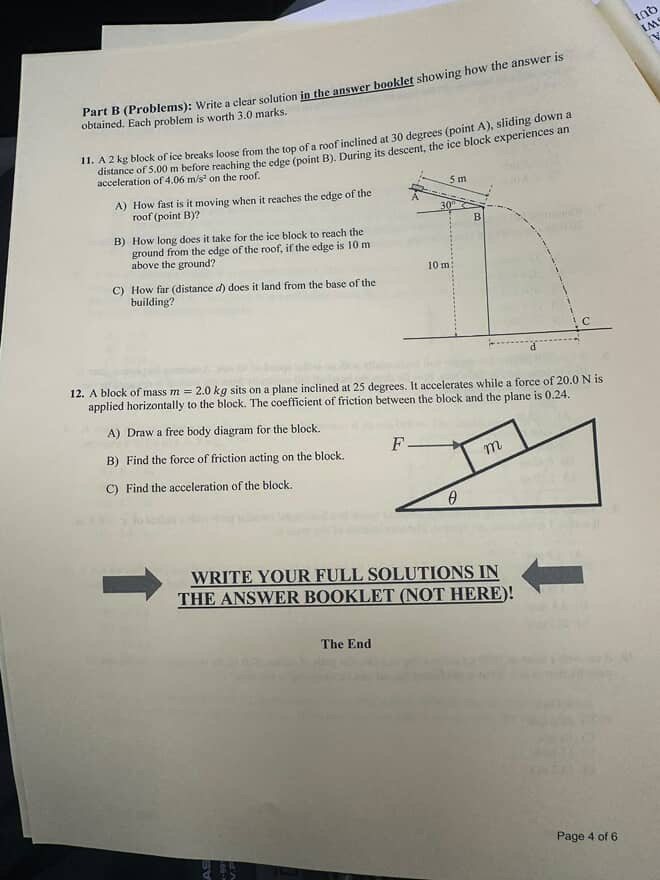 Part B (Problems): Write a clear solution in the answer booklet showing how the answer is
obtained. Each problem is worth 3.0 marks.
11. A 2 kg block of ice breaks loose from the top of a roof inclined at 30 degrees (point A), sliding down a
distance of 5.00 m before reaching the edge (point B). During its descent, the ice block experiences an
acceleration of 4.06 m/s² on the roof.
A) How fast is it moving when it reaches the edge of the
roof (point B)?
B) How long does it take for the ice block to reach the
ground from the edge of the roof, if the edge is 10 m
above the ground?
C) How far (distance d) does it land from the base of the
building?
5 m
A
30°
B
10 m
C
d
12. A block of mass m = 2.0 kg sits on a plane inclined at 25 degrees. It accelerates while a force of 20.0 N is
applied horizontally to the block. The coefficient of friction between the block and the plane is 0.24.
A) Draw a free body diagram for the block.
B) Find the force of friction acting on the block.
C) Find the acceleration of the block.
F
m
θ
WRITE YOUR FULL SOLUTIONS IN
THE ANSWER BOOKLET (NOT HERE)!
The End
Page 4 of 6